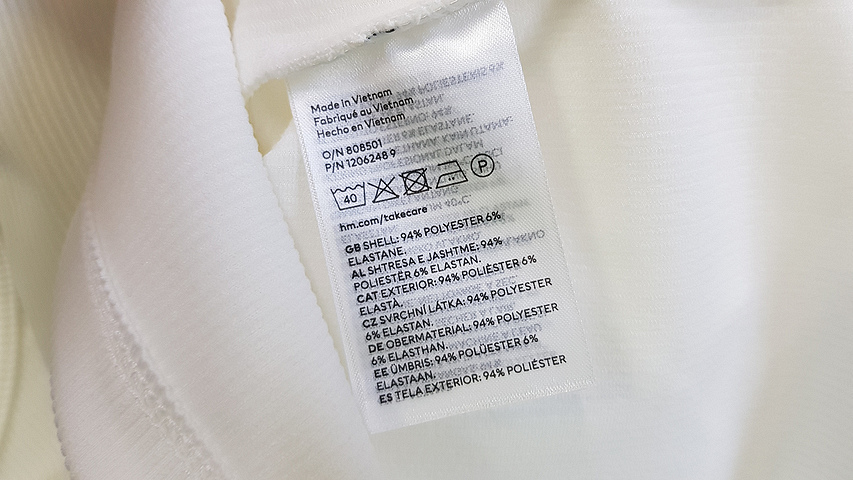 Made in Vietnam
Fabriqué au Vietnam
Hecho en Vietnam
O/N 808501
P/N 1206248 9
40
P
hm.com/takecare
GB SHELL: 94% POLYESTER 6%
ELASTANE.
AL SHTRESA E JASHTME: 94%
POLIESTËR 6% ELASTAN.
CAT EXTERIOR: 94% POLIÈSTER 6%
ELASTÀ.
CZ SVRCHNÍ LÁTKA: 94% POLYESTER
6% ELASTAN.
DE OBERMATERIAL: 94% POLYESTER
6% ELASTHAN.
EE ÜMBRIS: 94% POLÜESTER 6%
ELASTAAN.
ES TELA EXTERIOR: 94% POLIÉSTER